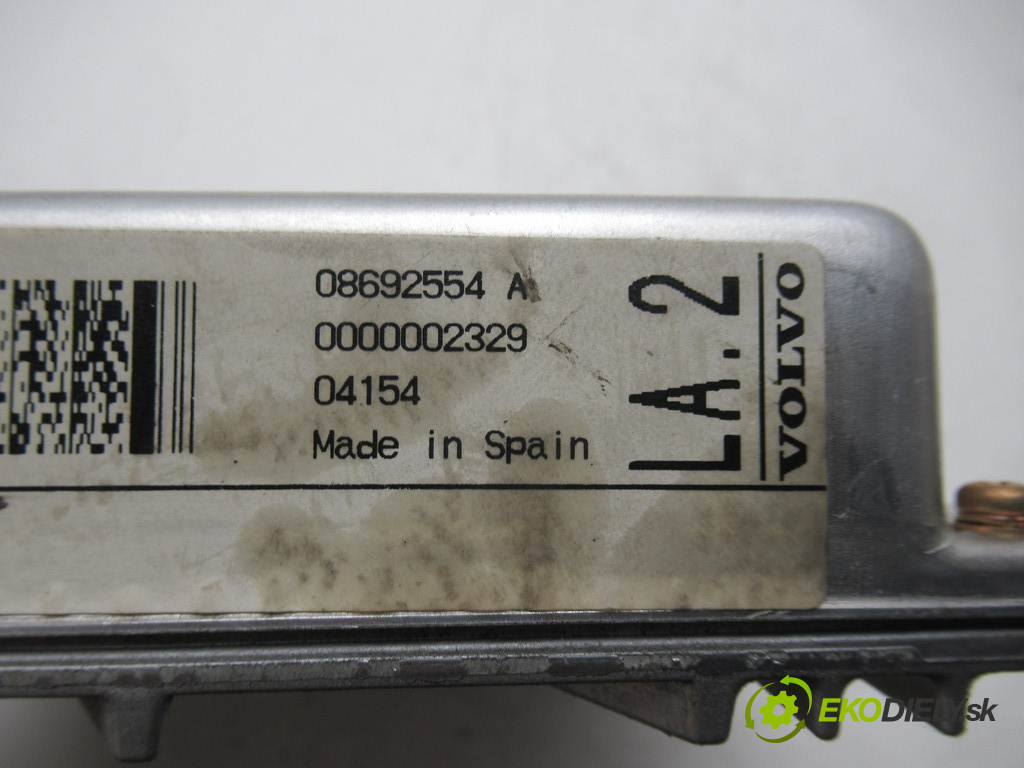 08692554 A
0000002329
04154
Made in Spain
LA.2
VOLVO
EKODIELY.sk